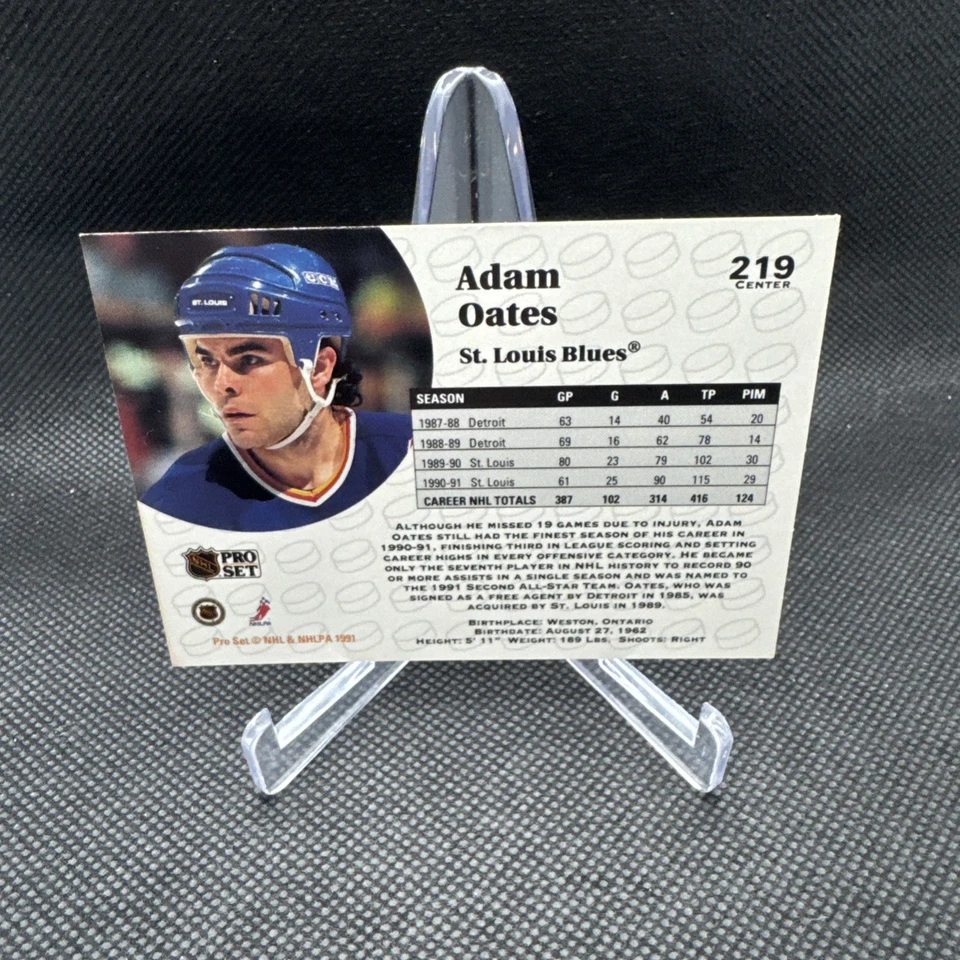 CCM
ST. LOUIS
Adam
Oates
St. Louis Blues®
219
CENTER
SEASON GP G A TP PIM
1987-88 Detroit 63 14 40 54 20
1988-89 Detroit 69 16 62 78 14
1989-90 St. Louis 80 23 79 102 30
1990-91 St. Louis 61 25 90 115 29
CAREER NHL TOTALS 387 102 314 416 124
ALTHOUGH HE MISSED 19 GAMES DUE TO INJURY, ADAM
OATES STILL HAD THE FINEST SEASON OF HIS CAREER IN
1990-91, FINISHING THIRD IN LEAGUE SCORING AND SETTING
CAREER HIGHS IN EVERY OFFENSIVE CATEGORY. HE BECAME
ONLY THE SEVENTH PLAYER IN NHL HISTORY TO RECORD 90
OR MORE ASSISTS IN A SINGLE SEASON AND WAS NAMED TO
THE 1991 SECOND ALL-STAR TEAM. OATES, WHO WAS
SIGNED AS A FREE AGENT BY DETROIT IN 1985, WAS
ACQUIRED BY ST. LOUIS IN 1989.
BIRTHPLACE: WESTON, ONTARIO
BIRTHDATE: AUGUST 27, 1962
HEIGHT: 5' 11" WEIGHT: 189 LBS. SHOOTS: RIGHT
NHL PRO
SET
NHLPA
Pro Set © NHL & NHLPA 1991